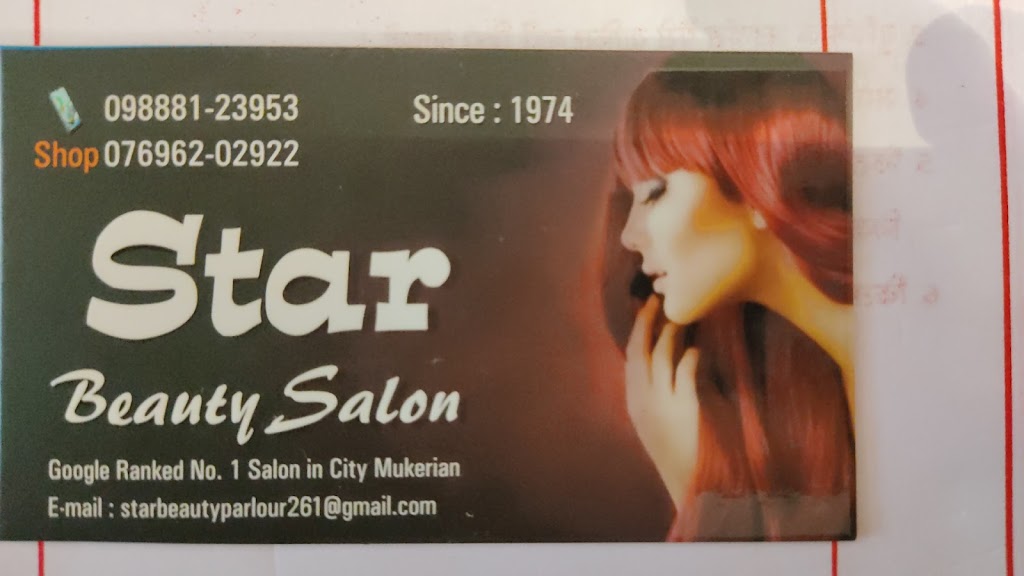 098881-23953
Since : 1974
Shop 076962-02922
Star
Beauty Salon
Google Ranked No. 1 Salon in City Mukerian
E-mail : starbeautyparlour261@gmail.com